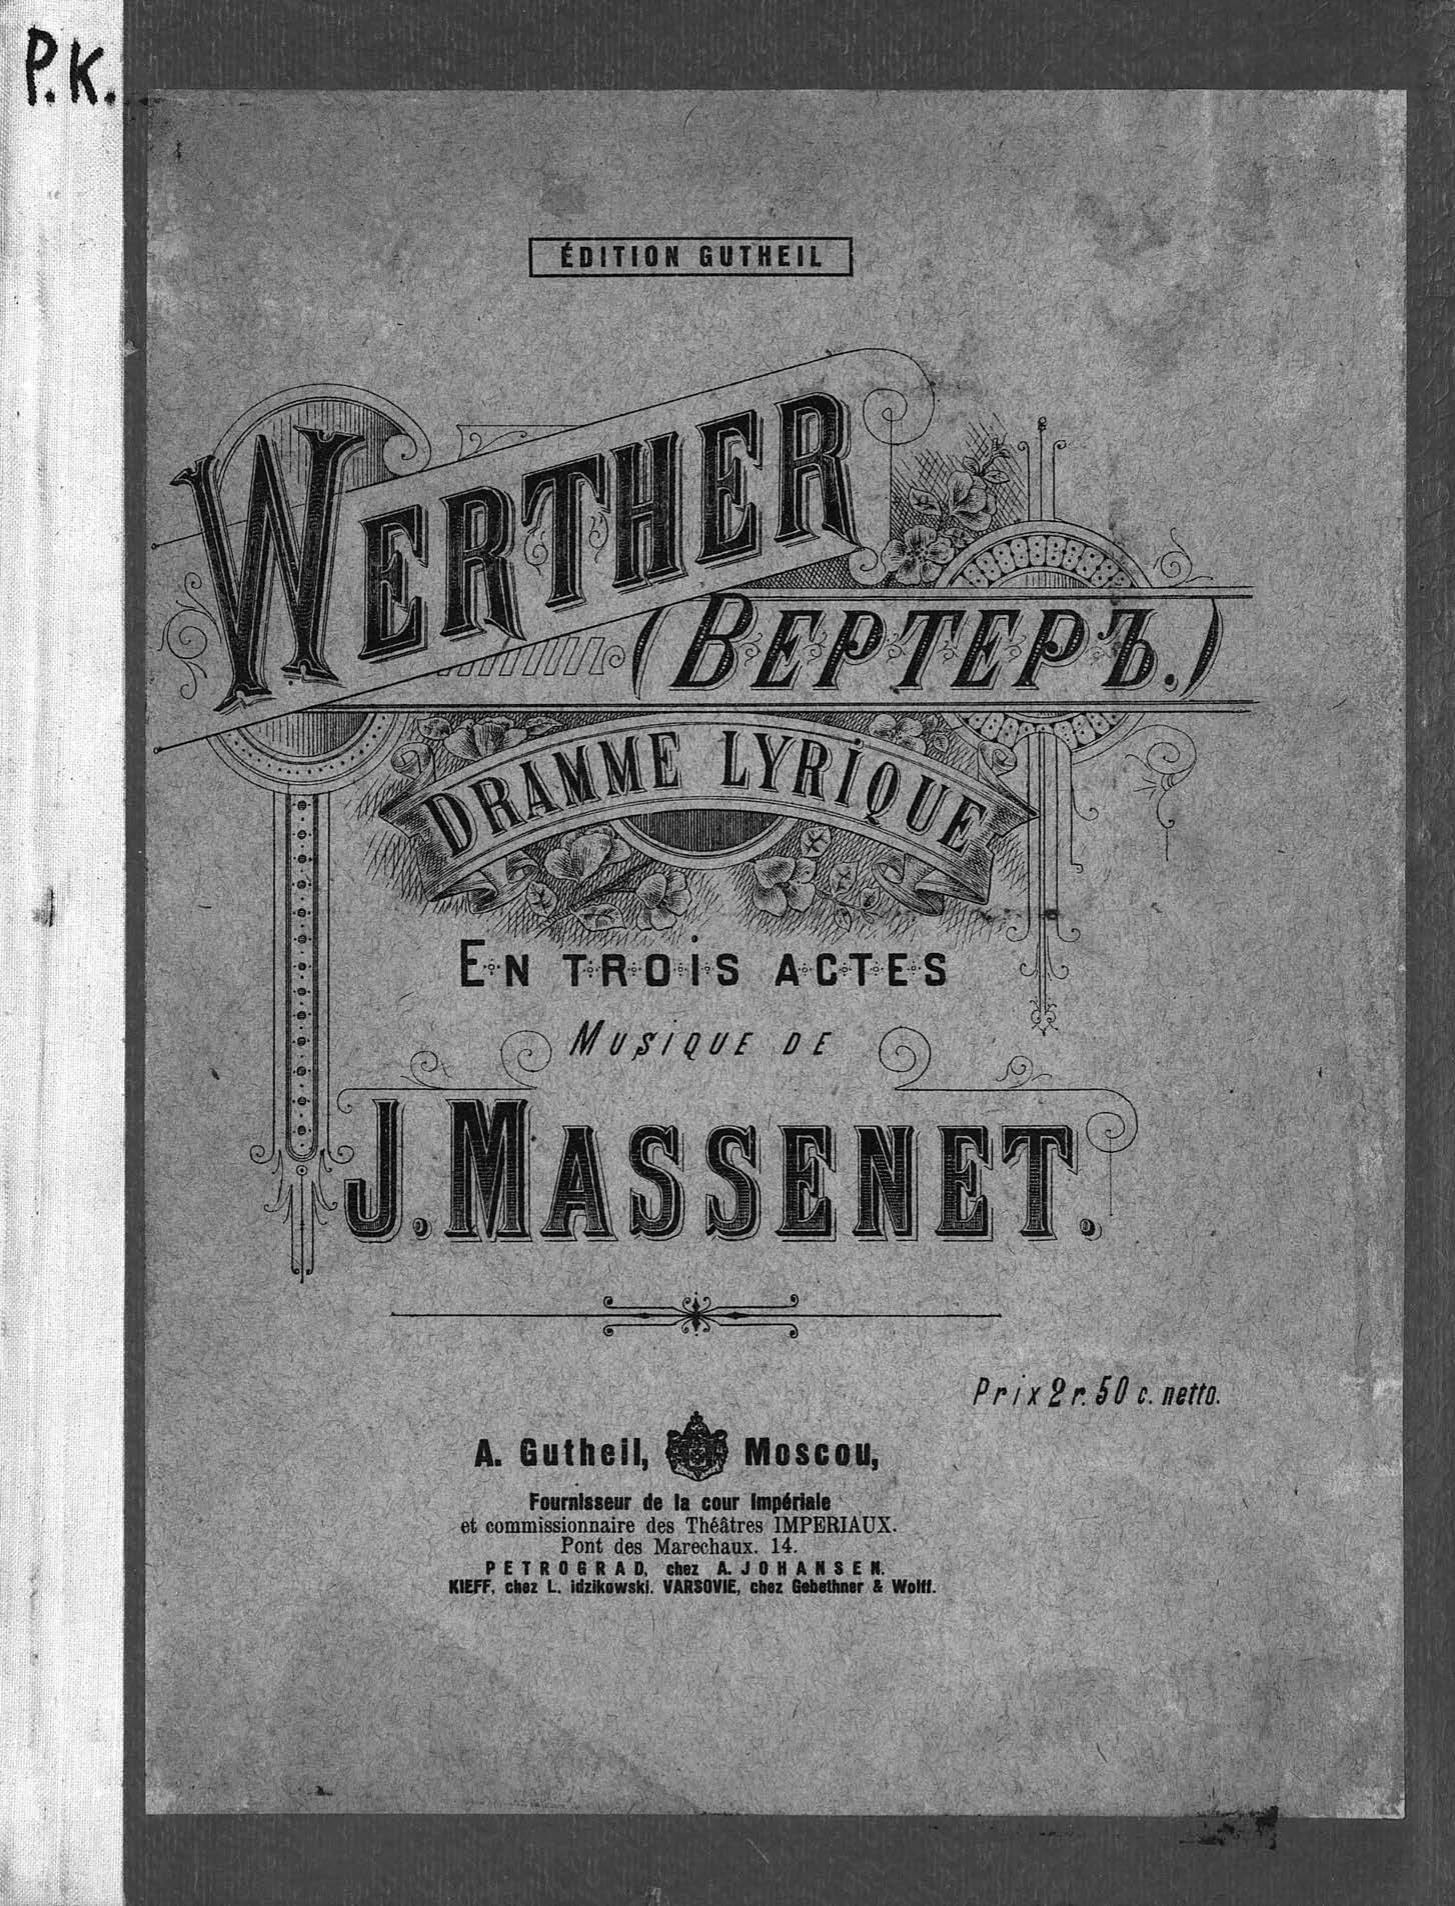 P.K.
ÉDITION GUTHEIL
WERTHER
(ВЕРТЕРЪ.)
DRAMME LYRIQUE
EN TROIS ACTES
MUSIQUE DE
J. MASSENET.
Prix 2 r. 50 c. netto.
A. Gutheil, Moscou,
Fournisseur de la cour Impériale
et commissionnaire des Théâtres IMPERIAUX.
Pont des Marechaux. 14.
PETROGRAD, chez A. JOHANSEN.
KIEFF, chez L. idzikowski. VARSOVIE, chez Gebethner & Wolff.